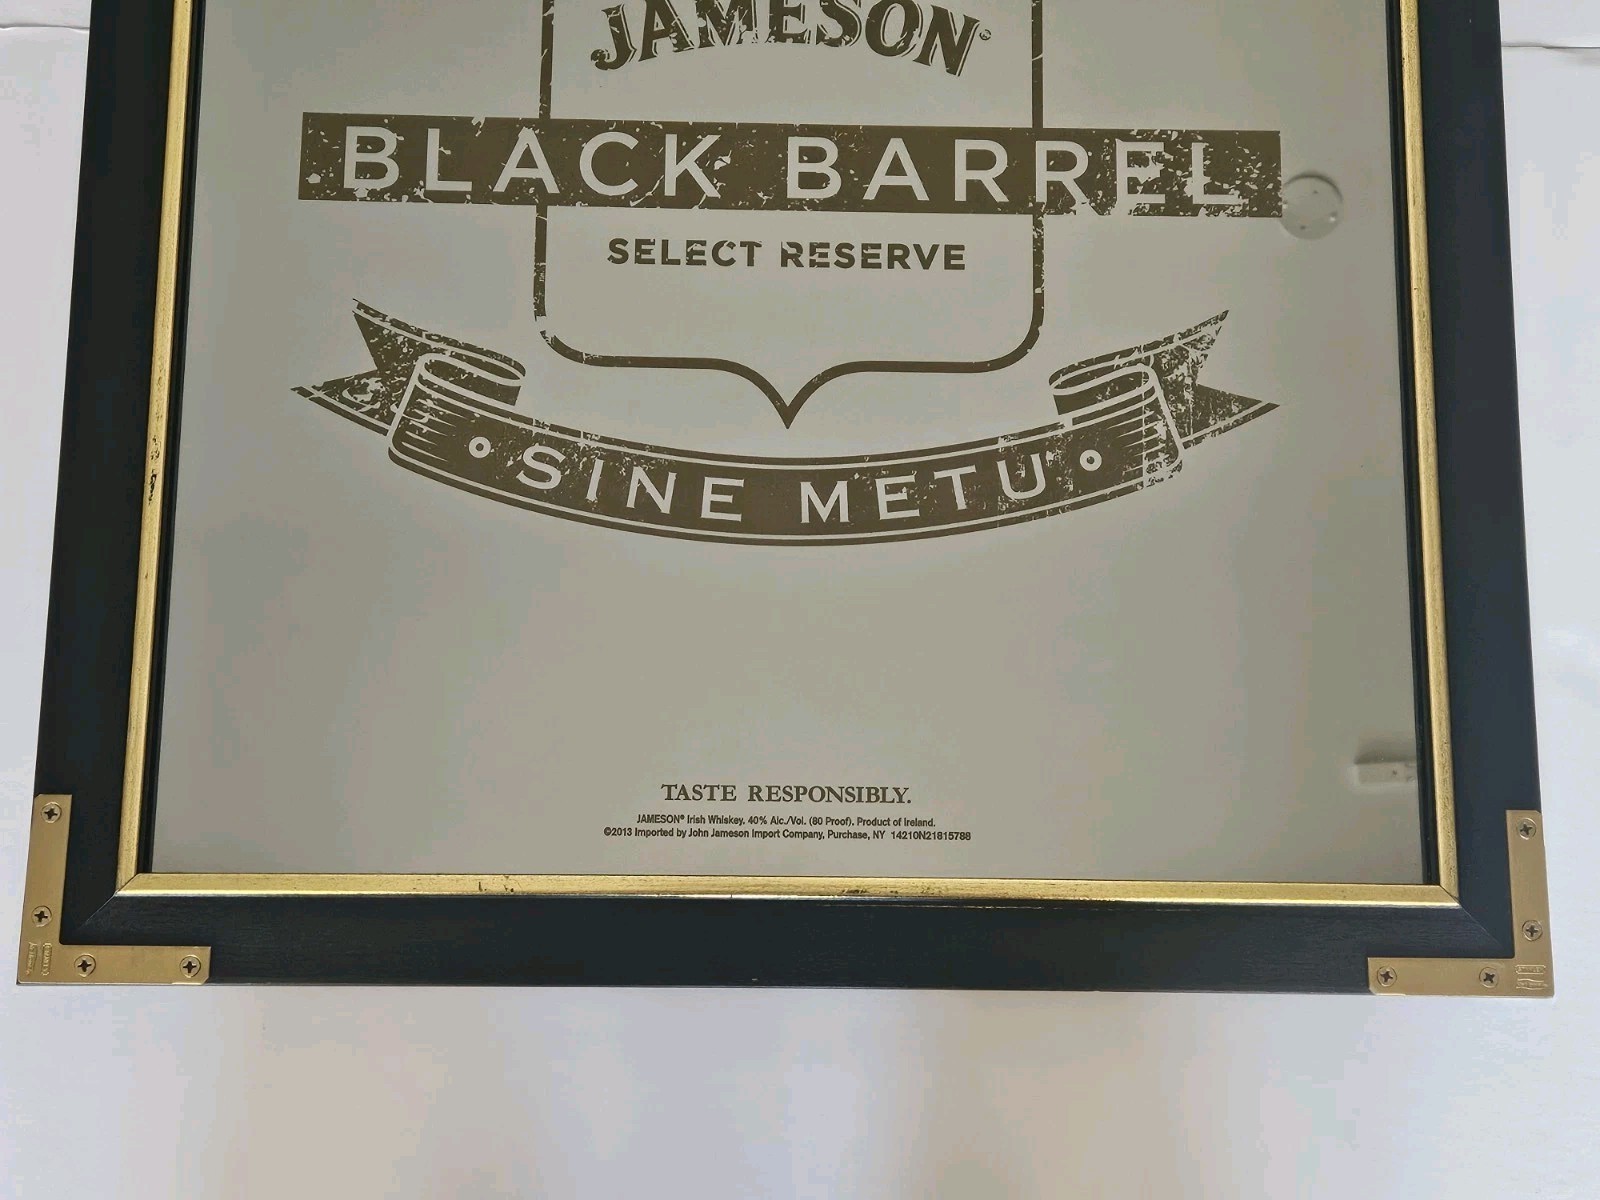 JAMESON®
BLACK BARREL
SELECT RESERVE
SINE METU
TASTE RESPONSIBLY.
JAMESON® Irish Whiskey. 40% Alc./Vol. (80 Proof). Product of Ireland.
©2013 Imported by John Jameson Import Company, Purchase, NY 14210N21815788